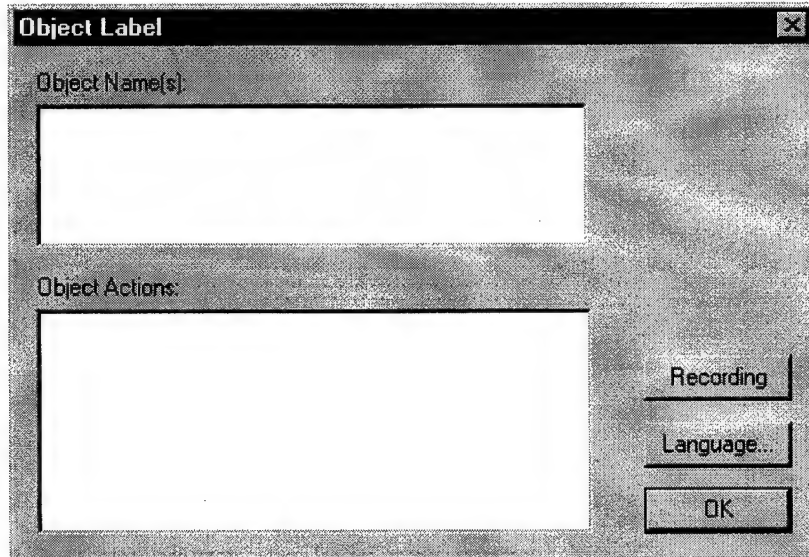 Object Label
Object Name(s):
Object Actions:
Recording
Language...
OK